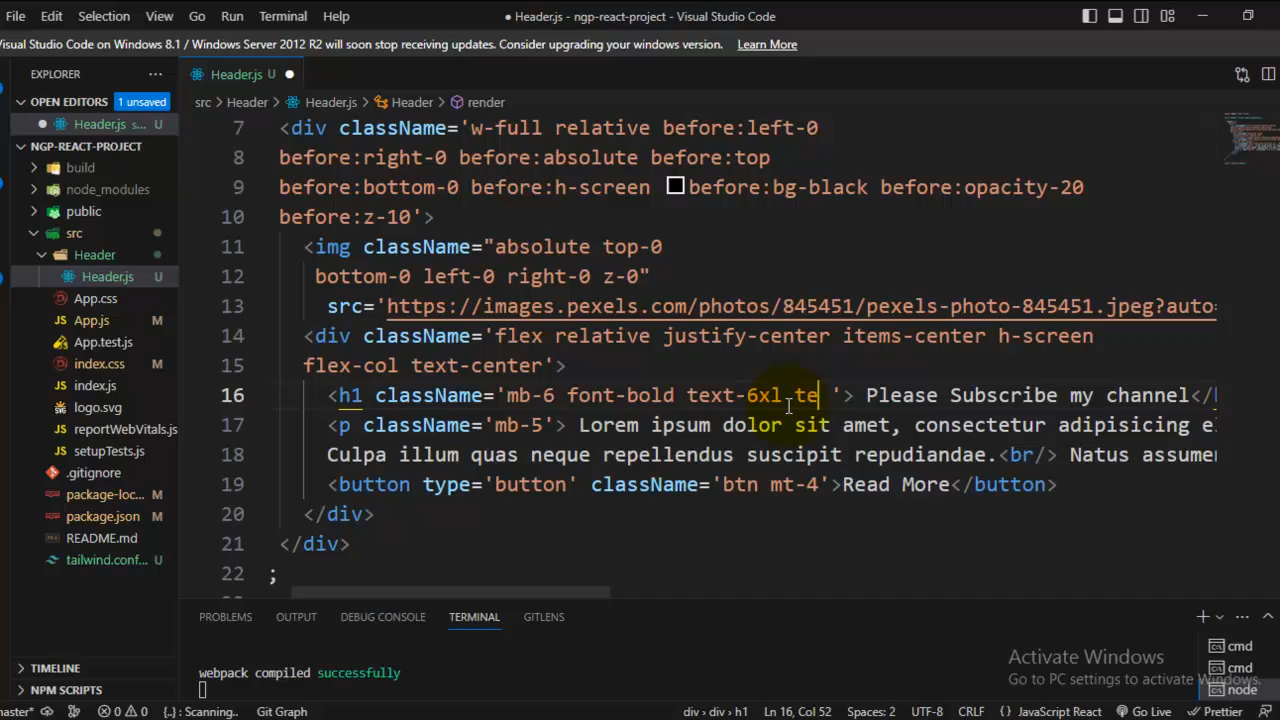 File Edit Selection View Go Run Terminal Help
● Header.js - ngp-react-project - Visual Studio Code
Visual Studio Code on Windows 8.1 / Windows Server 2012 R2 will soon stop receiving updates. Consider upgrading your windows version. Learn More
EXPLORER
OPEN EDITORS 1 unsaved
Header.js s... U
NGP-REACT-PROJECT
build
node_modules
public
src
Header
Header.js U
App.css
App.js M
App.test.js
index.css M
index.js
logo.svg
reportWebVitals.js
setupTests.js
.gitignore
package-loc... M
package.json M
README.md
tailwind.conf... U
TIMELINE
NPM SCRIPTS
Header.js U
src > Header > Header.js > Header > render
7 <div className='w-full relative before:left-0
8 before:right-0 before:absolute before:top
9 before:bottom-0 before:h-screen before:bg-black before:opacity-20
10 before:z-10'>
11 <img className="absolute top-0
12 bottom-0 left-0 right-0 z-0"
13 src='https://images.pexels.com/photos/845451/pexels-photo-845451.jpeg?auto=
14 <div className='flex relative justify-center items-center h-screen
15 flex-col text-center'>
16 <h1 className='mb-6 font-bold text-6xl te '> Please Subscribe my channel</h
17 <p className='mb-5'> Lorem ipsum dolor sit amet, consectetur adipisicing el
18 Culpa illum quas neque repellendus suscipit repudiandae.<br/> Natus assumen
19 <button type='button' className='btn mt-4'>Read More</button>
20 </div>
21 </div>
22 ;
PROBLEMS OUTPUT DEBUG CONSOLE TERMINAL GITLENS
webpack compiled successfully
cmd
cmd
node
Activate Windows
Go to PC settings to activate Windows.
master* 0 0 {..} : Scanning.. Git Graph
div > div > h1 Ln 16, Col 52 Spaces: 2 UTF-8 CRLF {} JavaScript React Go Live Prettier